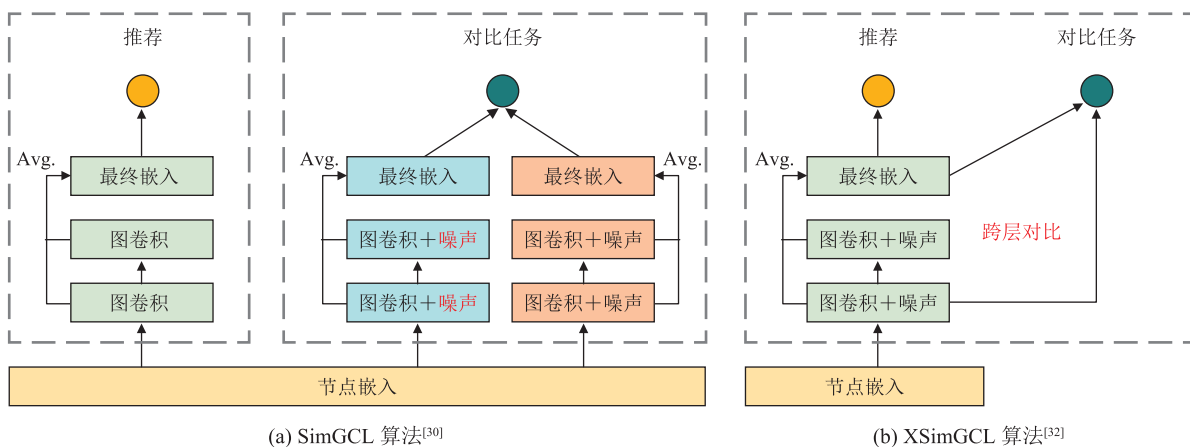 推荐
对比任务
推荐
对比任务
Avg.
最终嵌入
最终嵌入
最终嵌入
Avg.
Avg.
最终嵌入
图卷积
图卷积+噪声
图卷积+噪声
图卷积+噪声
跨层对比
图卷积
图卷积+噪声
图卷积+噪声
图卷积+噪声
节点嵌入
节点嵌入
(a) SimGCL 算法[30]
(b) XSimGCL 算法[32]